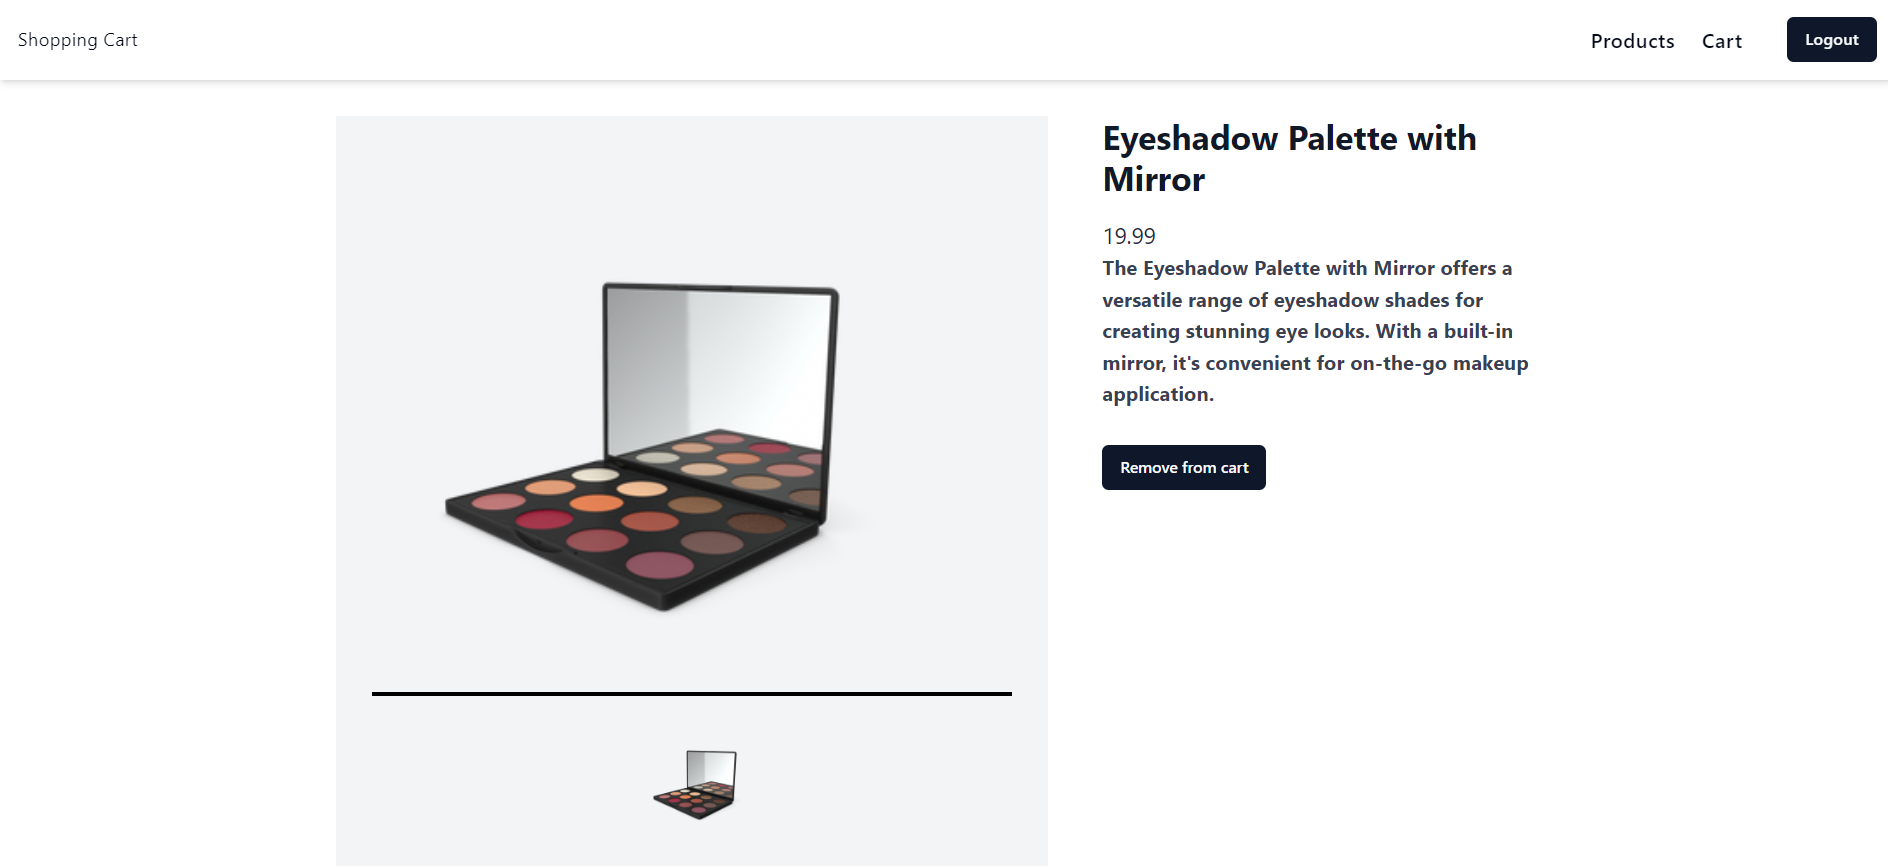 Shopping Cart
Products
Cart
Logout
Eyeshadow Palette with
Mirror
19.99
The Eyeshadow Palette with Mirror offers a
versatile range of eyeshadow shades for
creating stunning eye looks. With a built-in
mirror, it's convenient for on-the-go makeup
application.
Remove from cart